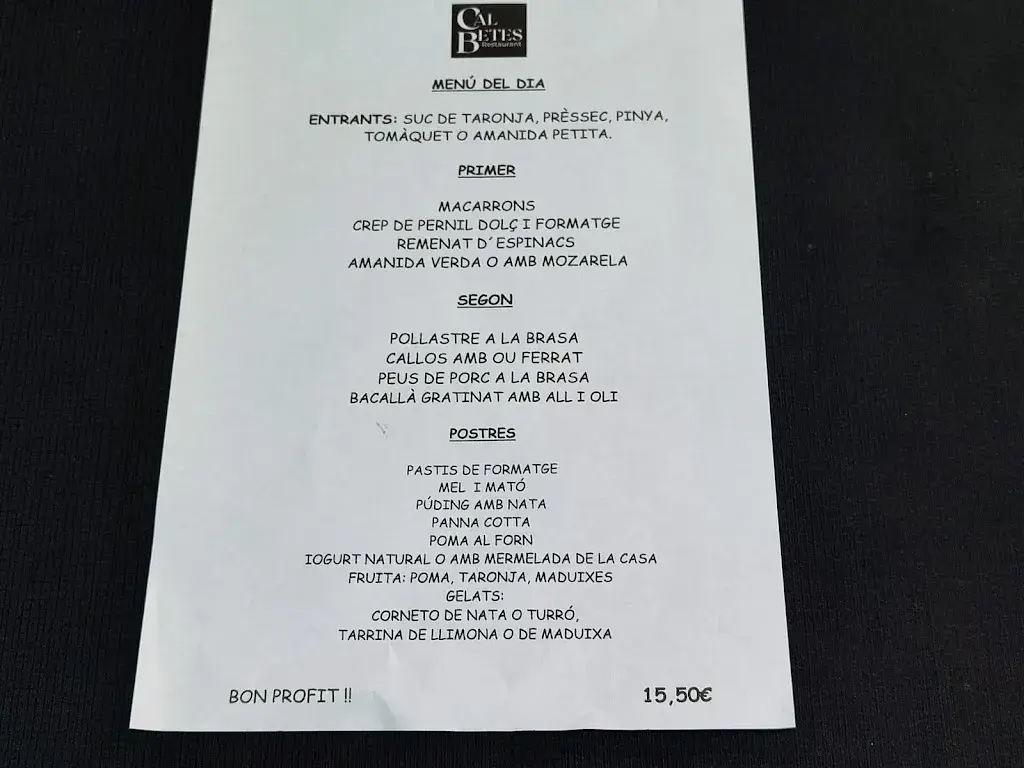 CAL
BETES
Restaurant
MENÚ DEL DIA
ENTRANTS: SUC DE TARONJA, PRÈSSEC, PINYA,
TOMÀQUET O AMANIDA PETITA.
PRIMER
MACARRONS
CREP DE PERNIL DOLÇ I FORMATGE
REMENAT D´ESPINACS
AMANIDA VERDA O AMB MOZARELA
SEGON
POLLASTRE A LA BRASA
CALLOS AMB OU FERRAT
PEUS DE PORC A LA BRASA
BACALLÀ GRATINAT AMB ALL I OLI
POSTRES
PASTIS DE FORMATGE
MEL I MATÓ
PÚDING AMB NATA
PANNA COTTA
POMA AL FORN
IOGURT NATURAL O AMB MERMELADA DE LA CASA
FRUITA: POMA, TARONJA, MADUIXES
GELATS:
CORNETO DE NATA O TURRÓ,
TARRINA DE LLIMONA O DE MADUIXA
BON PROFIT !! 15,50€